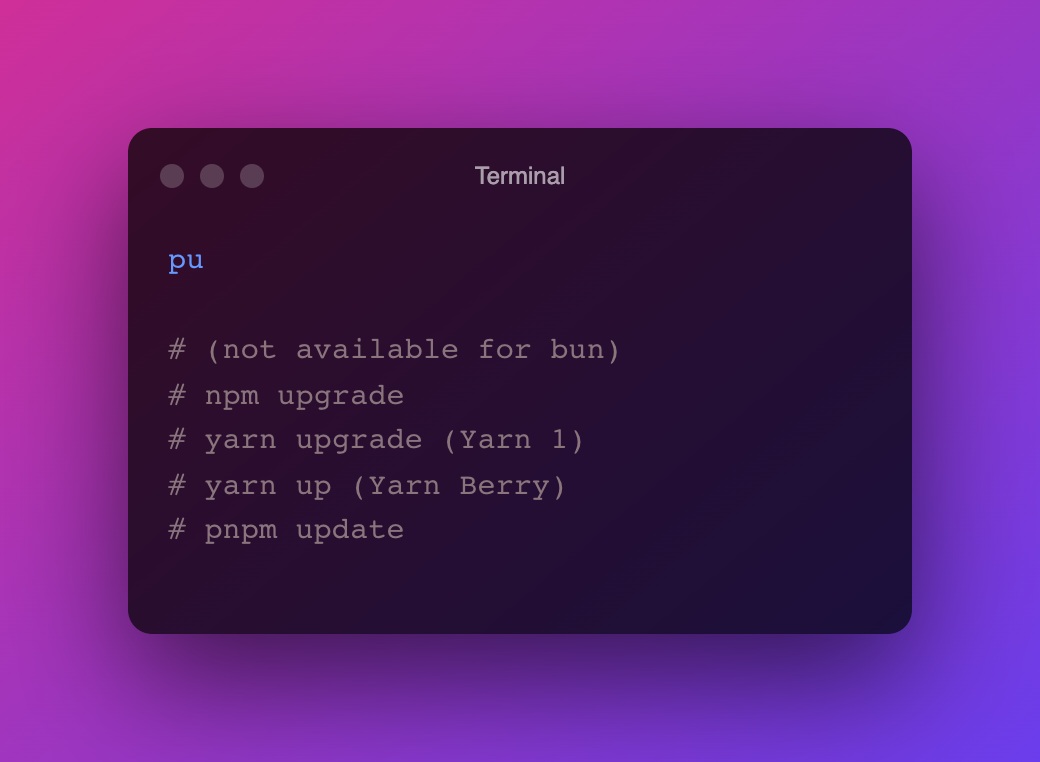 Terminal
pu
# (not available for bun)
# npm upgrade
# yarn upgrade (Yarn 1)
# yarn up (Yarn Berry)
# pnpm update